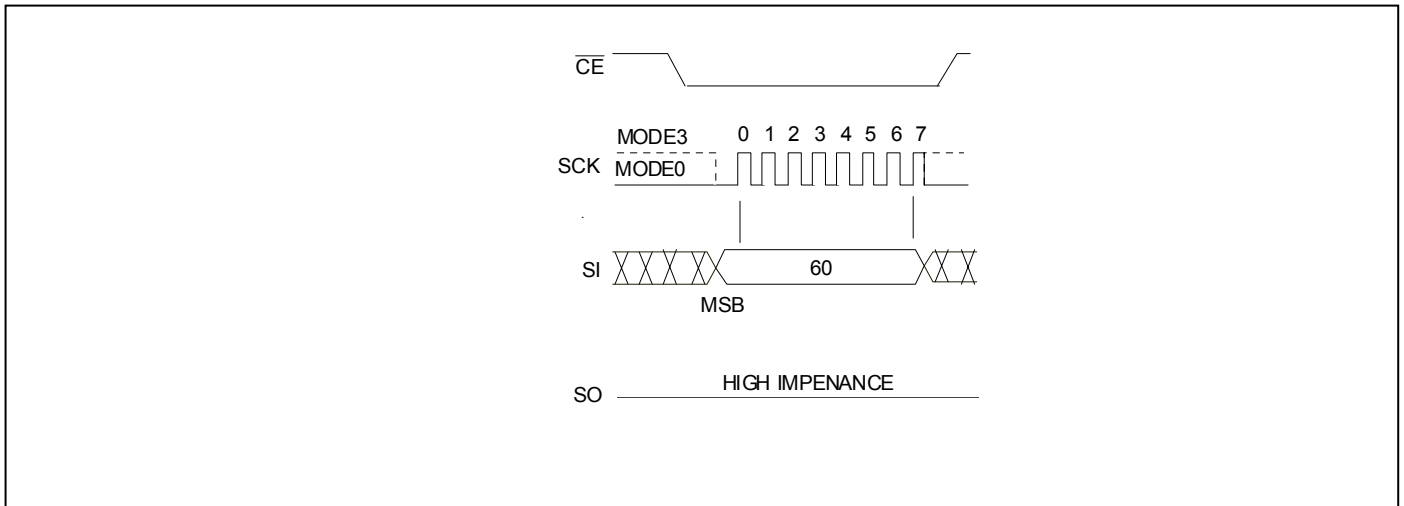 CE
MODE3 0 1 2 3 4 5 6 7
SCK MODE0
SI 60
MSB
SO HIGH IMPENANCE